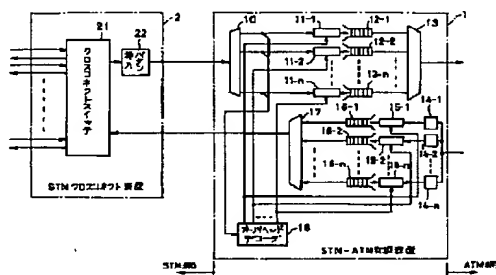 21
2
22
クロスコネクトスイッチ
STMクロスコネクト装置
10
11-1
12-1
13
1
12-2
11-2
11-n
12-n
17
16-1
15-1
14-1
16-2
15-2
14-2
16-n
15-n
14-n
18
オーバヘッド
デコーダ
STM-ATM変換装置
STM網
ATM網